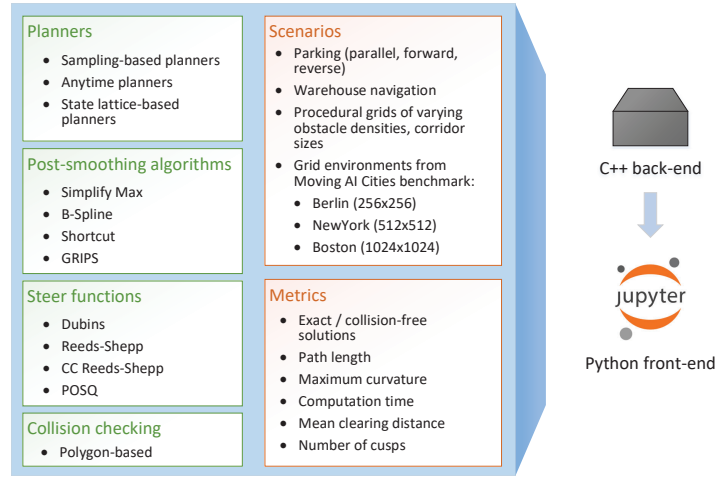 Planners
• Sampling-based planners
• Anytime planners
• State lattice-based
planners
Post-smoothing algorithms
• Simplify Max
• B-Spline
• Shortcut
• GRIPS
Steer functions
• Dubins
• Reeds-Shepp
• CC Reeds-Shepp
• POSQ
Collision checking
• Polygon-based
Scenarios
• Parking (parallel, forward,
reverse)
• Warehouse navigation
• Procedural grids of varying
obstacle densities, corridor
sizes
• Grid environments from
Moving AI Cities benchmark:
• Berlin (256x256)
• NewYork (512x512)
• Boston (1024x1024)
Metrics
• Exact / collision-free
solutions
• Path length
• Maximum curvature
• Computation time
• Mean clearing distance
• Number of cusps
C++ back-end
jupyter
Python front-end